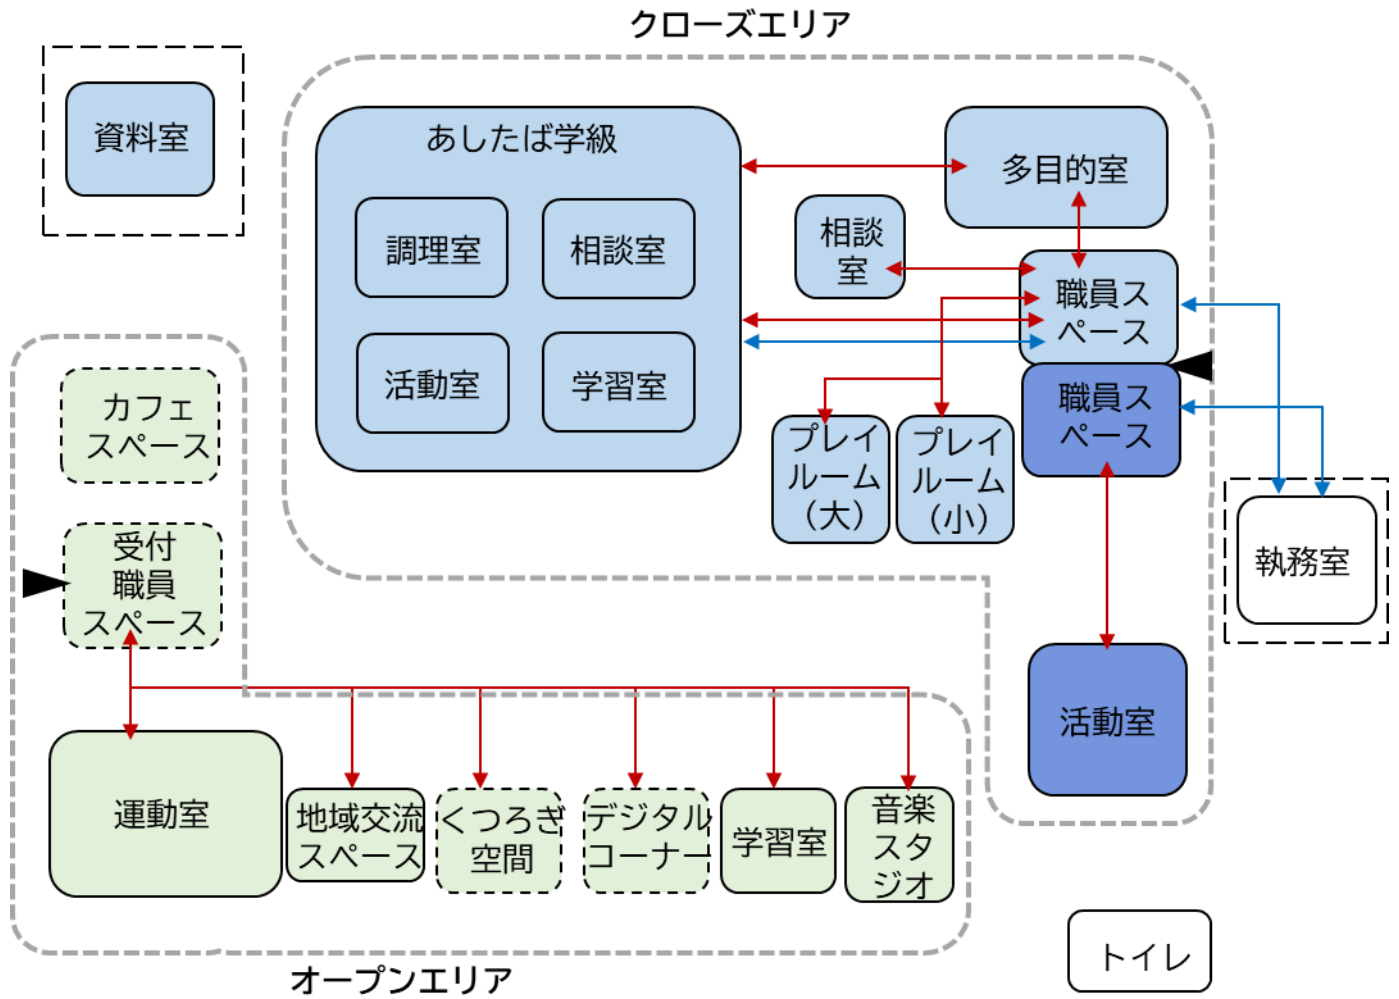 クローズエリア
資料室
あしたば学級
調理室
相談室
活動室
学習室
多目的室
相談
室
職員ス
ペース
職員ス
ペース
プレイ
ルーム
（大）
プレイ
ルーム
（小）
執務室
活動室
カフェ
スペース
受付
職員
スペース
運動室
地域交流
スペース
くつろぎ
空間
デジタル
コーナー
学習室
音楽
スタ
ジオ
オープンエリア
トイレ